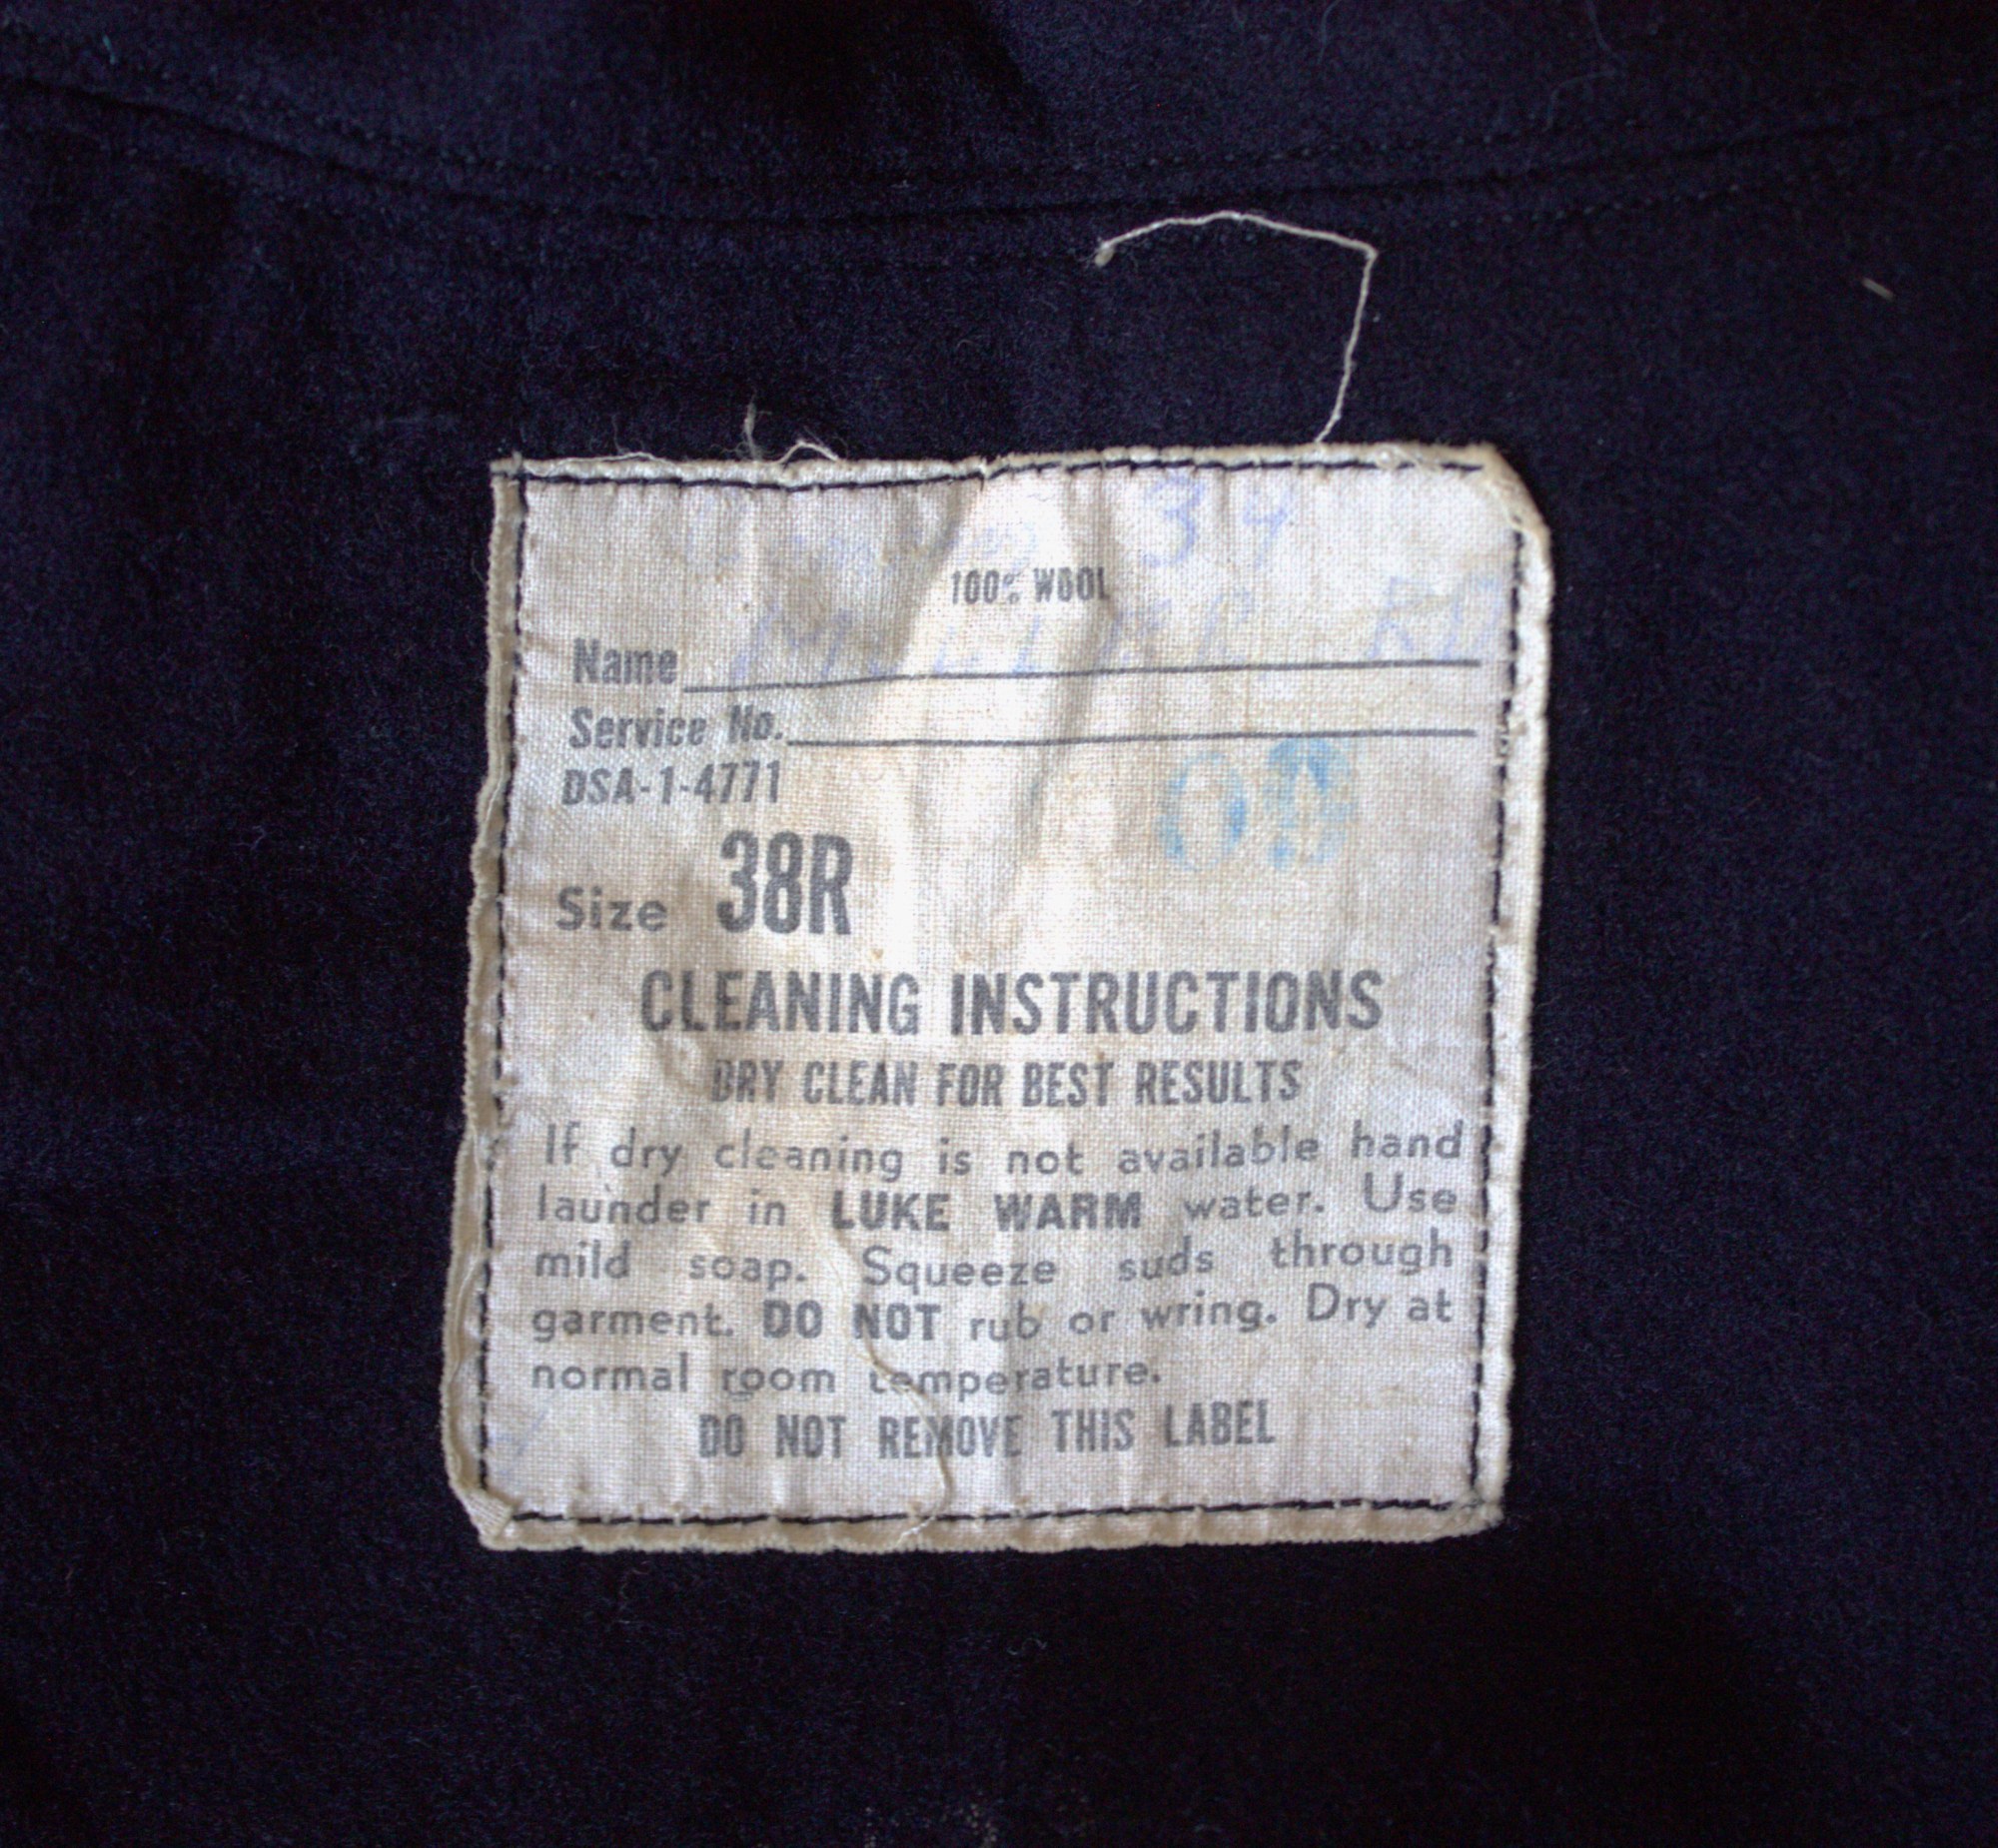 34
100% WOOL
Name
Service No.
DSA-1-4771
Size 38R
CLEANING INSTRUCTIONS
DRY CLEAN FOR BEST RESULTS
If dry cleaning is not available hand
launder in LUKE WARM water. Use
mild soap. Squeeze suds through
garment. DO NOT rub or wring. Dry at
normal room temperature.
DO NOT REMOVE THIS LABEL